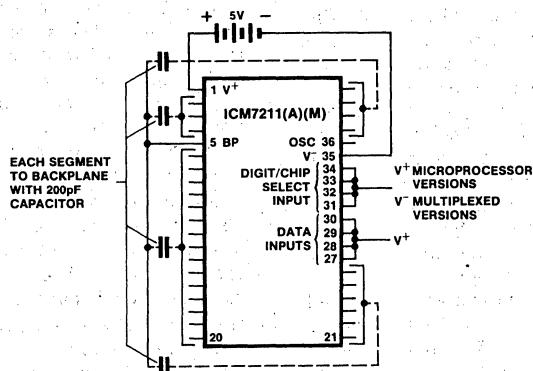 + 5V −
1 V+
ICM7211(A)(M)
5 BP
OSC 36
V− 35
EACH SEGMENT
TO BACKPLANE
WITH 200pF
CAPACITOR
DIGIT/CHIP
SELECT
INPUT
34
33
32
31
V+ MICROPROCESSOR
VERSIONS
V− MULTIPLEXED
VERSIONS
DATA
INPUTS
30
29
28
27
V+
20
21